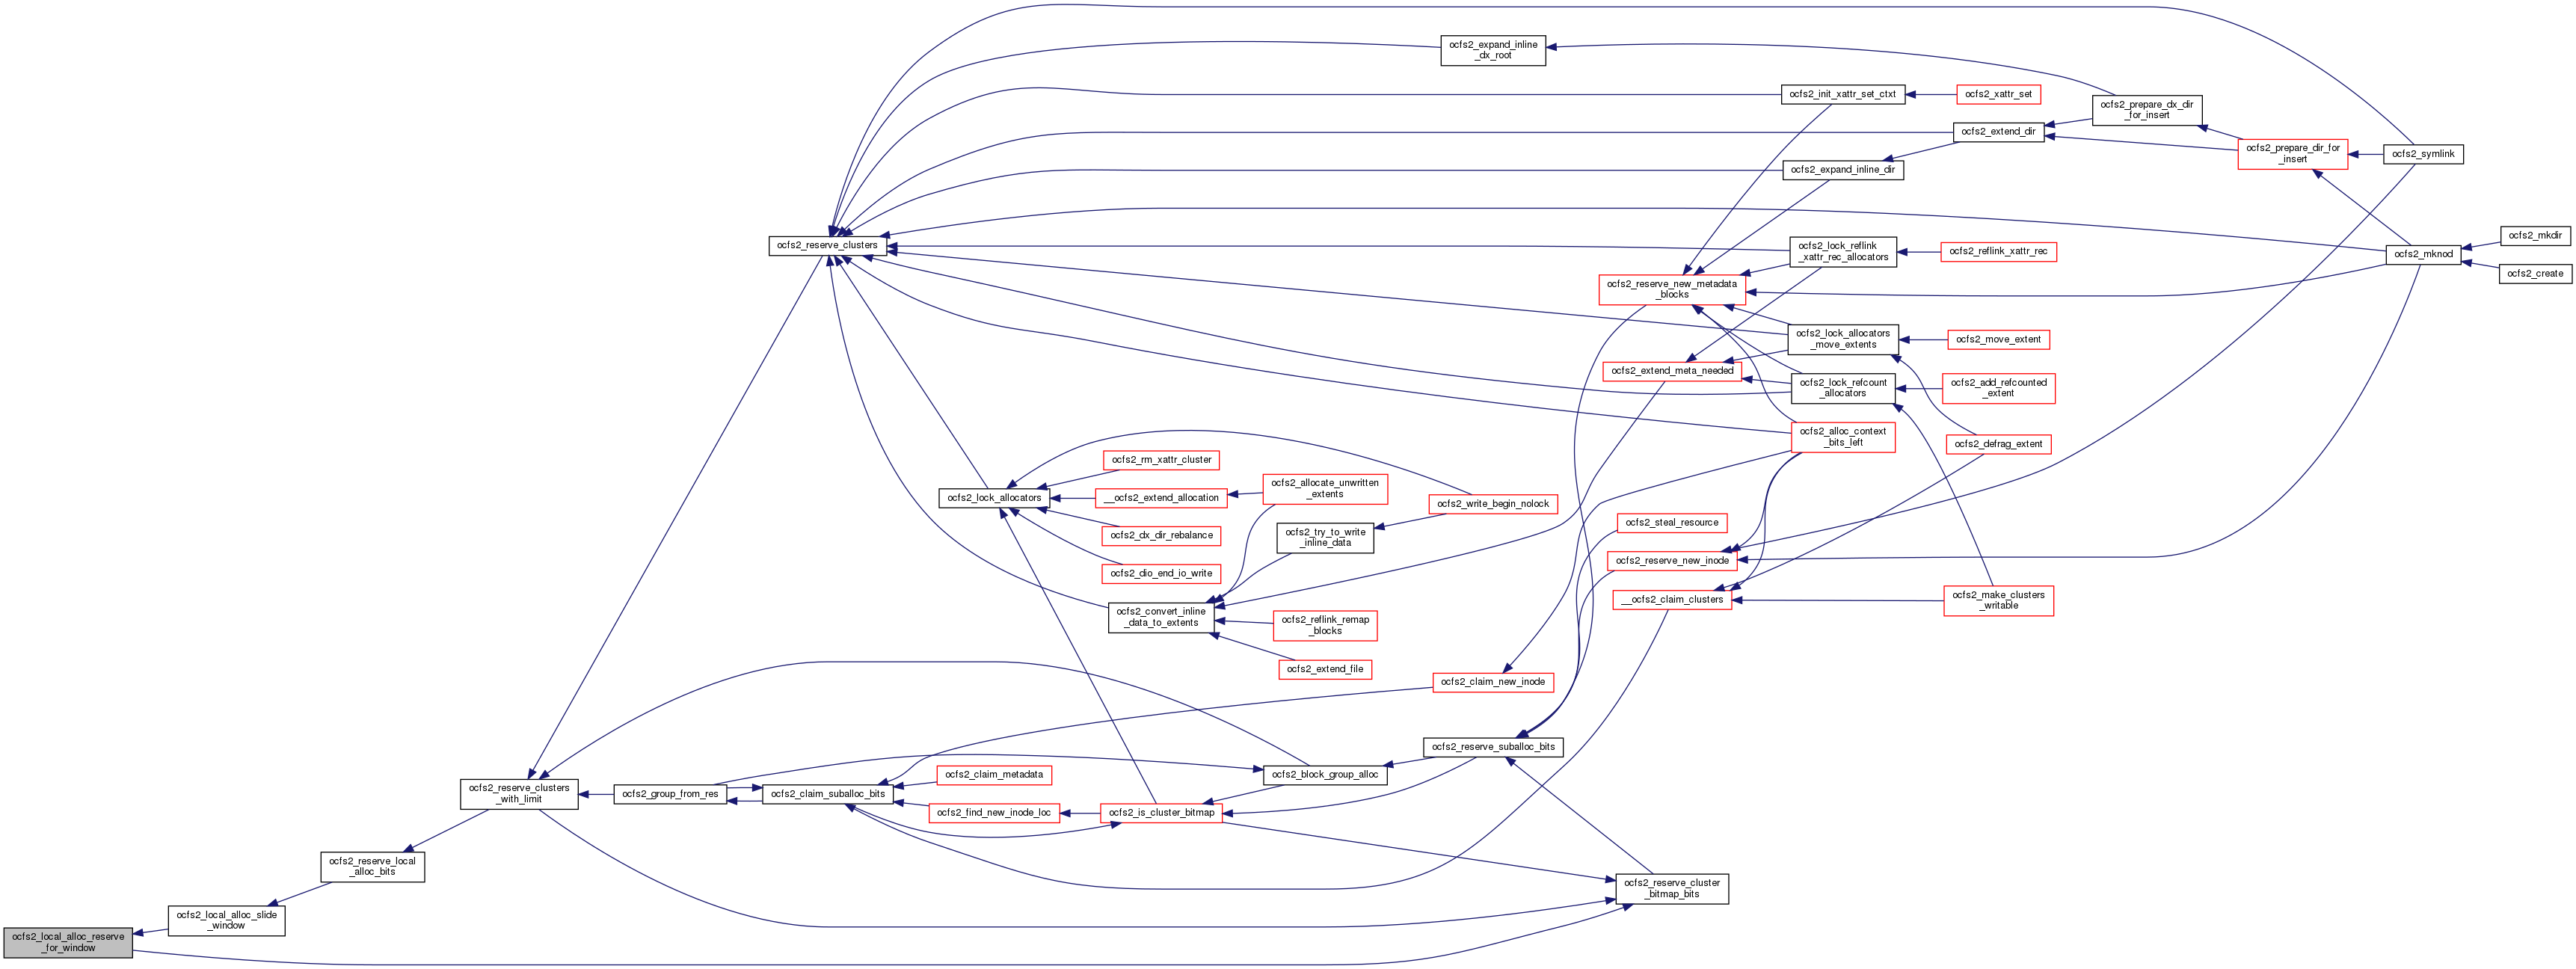 ocfs2_local_alloc_reserve
_for_window
ocfs2_local_alloc_slide
_window
ocfs2_reserve_local
_alloc_bits
ocfs2_reserve_clusters
_with_limit
ocfs2_reserve_clusters
ocfs2_group_from_res
ocfs2_claim_suballoc_bits
ocfs2_lock_allocators
ocfs2_convert_inline
_data_to_extents
ocfs2_claim_metadata
ocfs2_find_new_inode_loc
ocfs2_rm_xattr_cluster
__ocfs2_extend_allocation
ocfs2_dx_dir_rebalance
ocfs2_dio_end_io_write
ocfs2_is_cluster_bitmap
ocfs2_allocate_unwritten
_extents
ocfs2_try_to_write
_inline_data
ocfs2_reflink_remap
_blocks
ocfs2_extend_file
ocfs2_block_group_alloc
ocfs2_expand_inline
_dx_root
ocfs2_write_begin_nolock
ocfs2_claim_new_inode
ocfs2_reserve_suballoc_bits
ocfs2_reserve_new_metadata
_blocks
ocfs2_extend_meta_needed
ocfs2_steal_resource
ocfs2_reserve_new_inode
__ocfs2_claim_clusters
ocfs2_reserve_cluster
_bitmap_bits
ocfs2_init_xattr_set_ctxt
ocfs2_expand_inline_dir
ocfs2_lock_reflink
_xattr_rec_allocators
ocfs2_lock_allocators
_move_extents
ocfs2_lock_refcount
_allocators
ocfs2_alloc_context
_bits_left
ocfs2_xattr_set
ocfs2_extend_dir
ocfs2_reflink_xattr_rec
ocfs2_move_extent
ocfs2_add_refcounted
_extent
ocfs2_defrag_extent
ocfs2_make_clusters
_writable
ocfs2_prepare_dx_dir
_for_insert
ocfs2_prepare_dir_for
_insert
ocfs2_symlink
ocfs2_mknod
ocfs2_mkdir
ocfs2_create